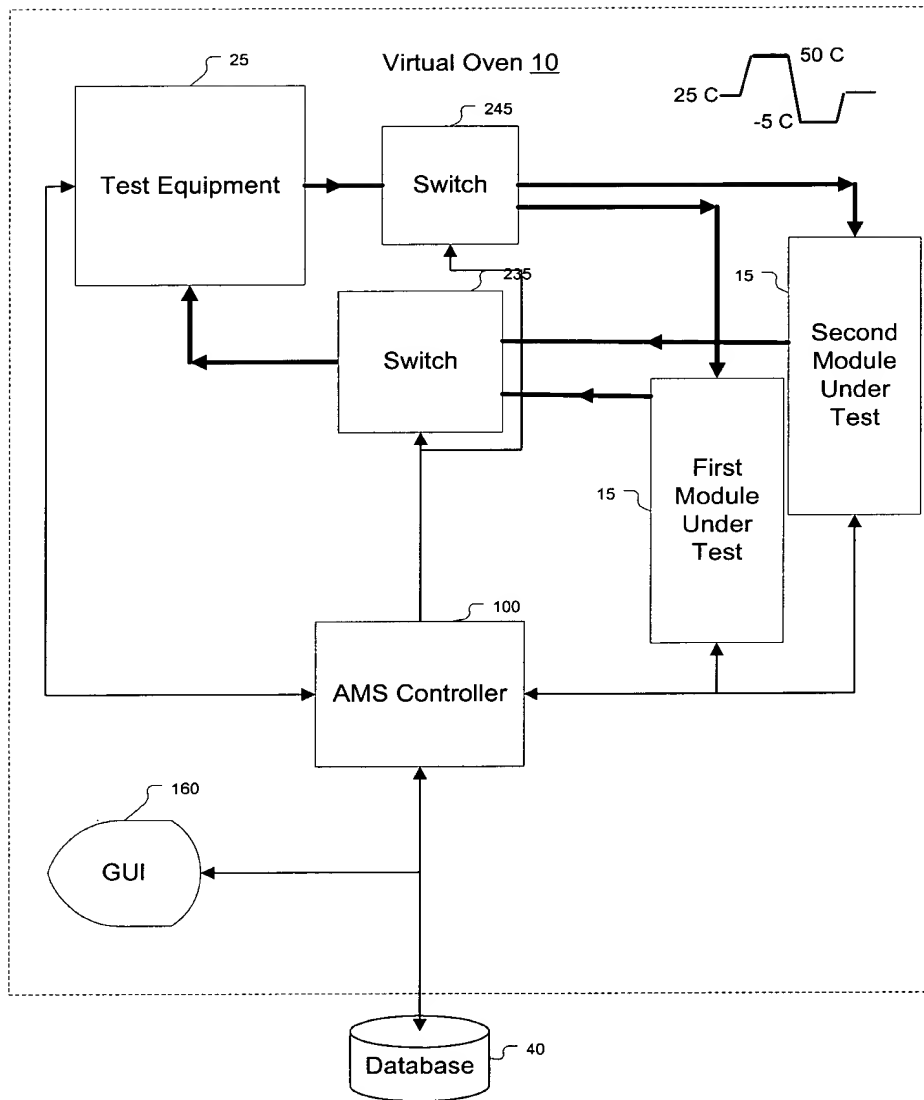 Virtual Oven 10
25
Test Equipment
245
Switch
50 C
25 C
-5 C
235
Switch
15
Second
Module
Under
Test
15
First
Module
Under
Test
100
AMS Controller
160
GUI
Database
40